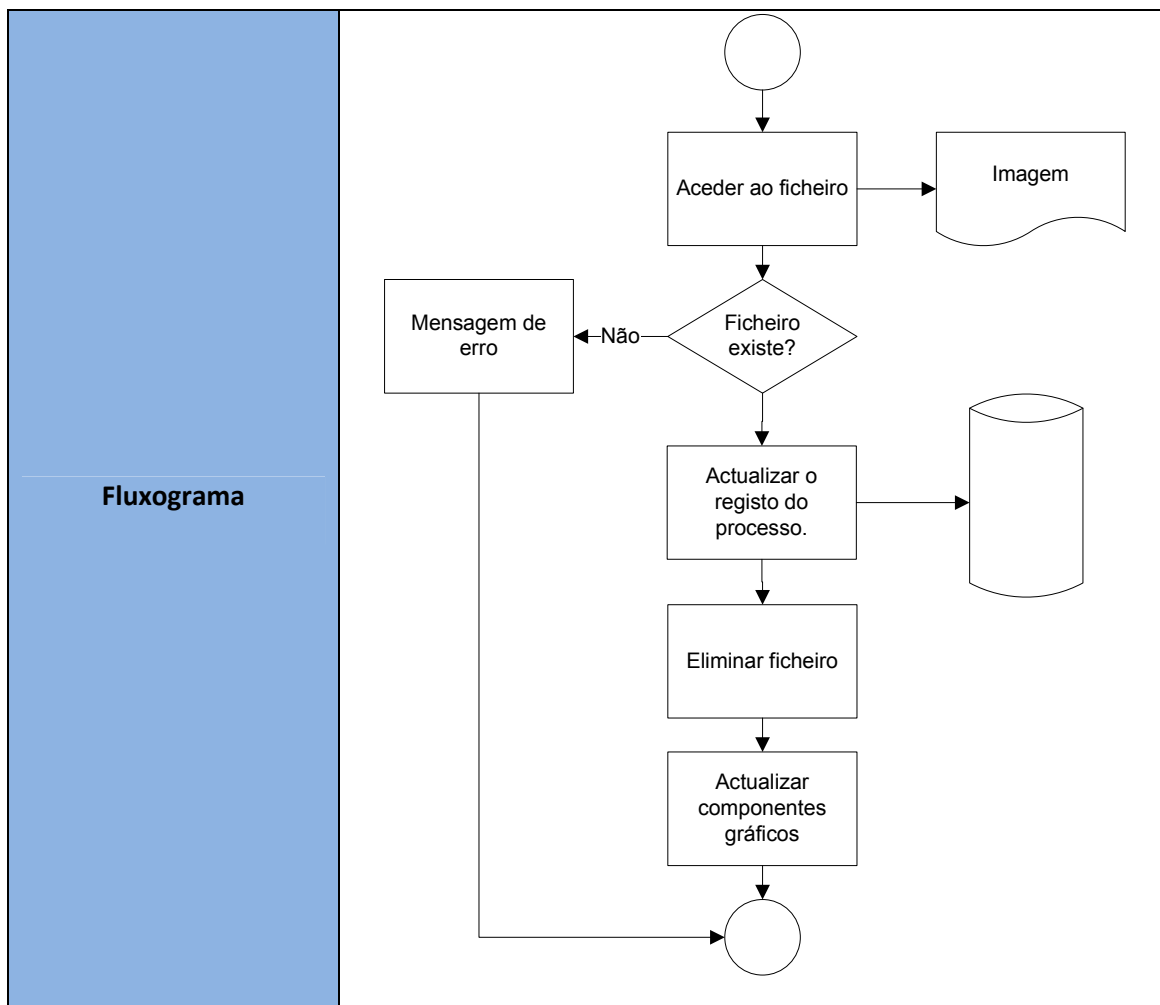 Fluxograma
Aceder ao ficheiro
Imagem
Ficheiro
existe?
Não
Mensagem de
erro
Actualizar o
registo do
processo.
Eliminar ficheiro
Actualizar
componentes
gráficos